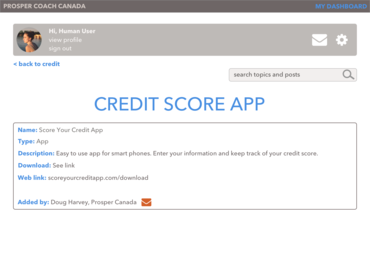 PROSPER COACH CANADA
MY DASHBOARD
Hi, Human User
view profile
sign out
< back to credit
search topics and posts
CREDIT SCORE APP
Name: Score Your Credit App
Type: App
Description: Easy to use app for smart phones. Enter your information and keep track of your credit score.
Download: See link
Web link: scoreyourcreditapp.com/download
Added by: Doug Harvey, Prosper Canada